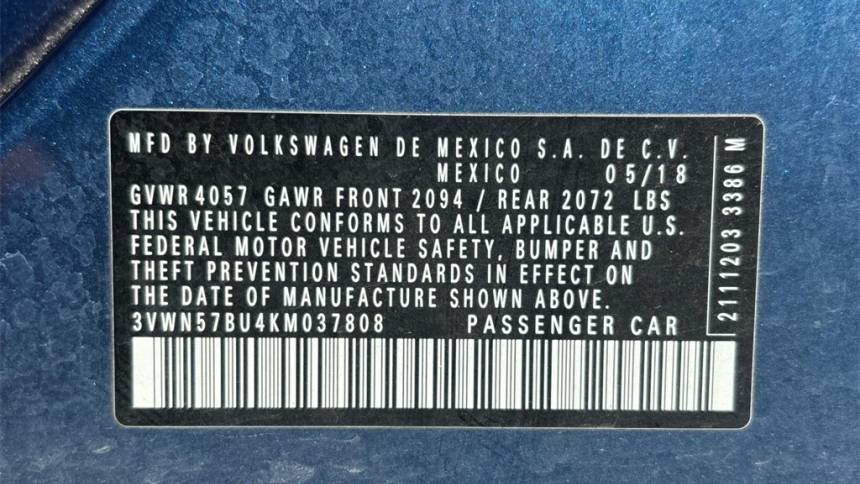 MFD BY VOLKSWAGEN DE MEXICO S.A. DE C.V.
MEXICO 05/18
GVWR 4057 GAWR FRONT 2094 / REAR 2072 LBS
THIS VEHICLE CONFORMS TO ALL APPLICABLE U.S.
FEDERAL MOTOR VEHICLE SAFETY, BUMPER AND
THEFT PREVENTION STANDARDS IN EFFECT ON
THE DATE OF MANUFACTURE SHOWN ABOVE.
3VWN57BU4KM037808 PASSENGER CAR
2111203 3386 M